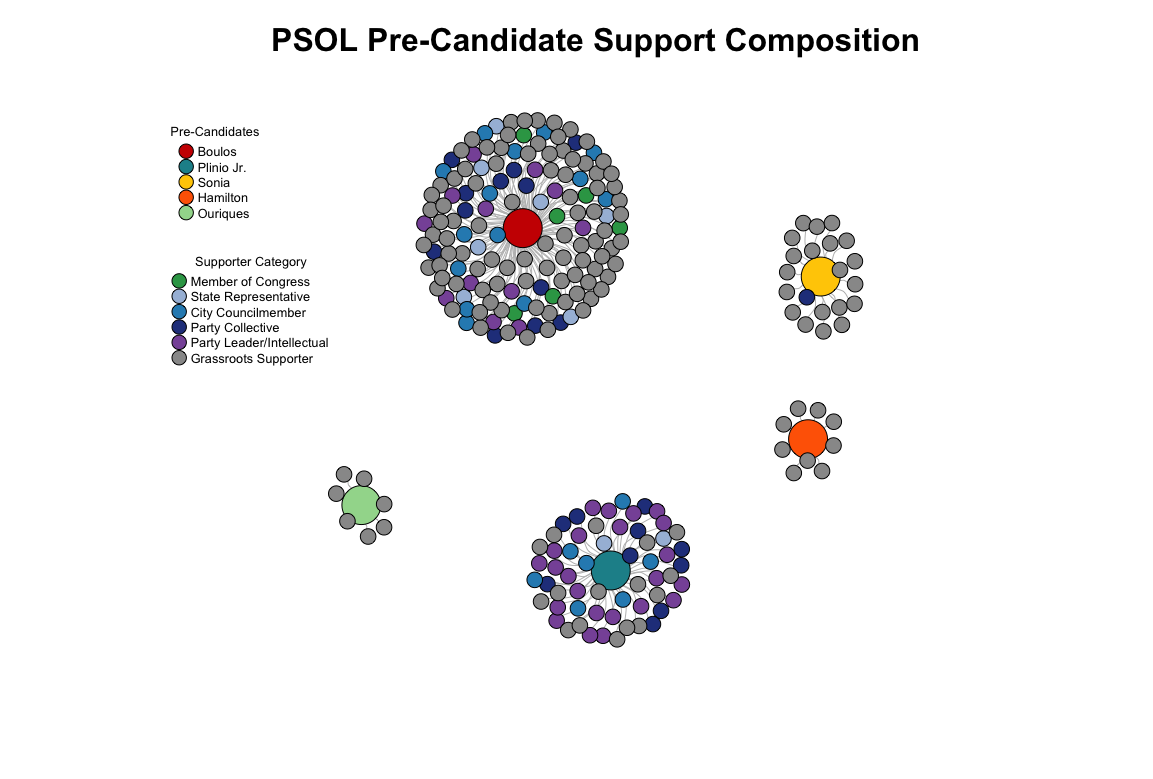 PSOL Pre-Candidate Support Composition
Pre-Candidates
Boulos
Plinio Jr.
Sonia
Hamilton
Ouriques
Supporter Category
Member of Congress
State Representative
City Councilmember
Party Collective
Party Leader/Intellectual
Grassroots Supporter